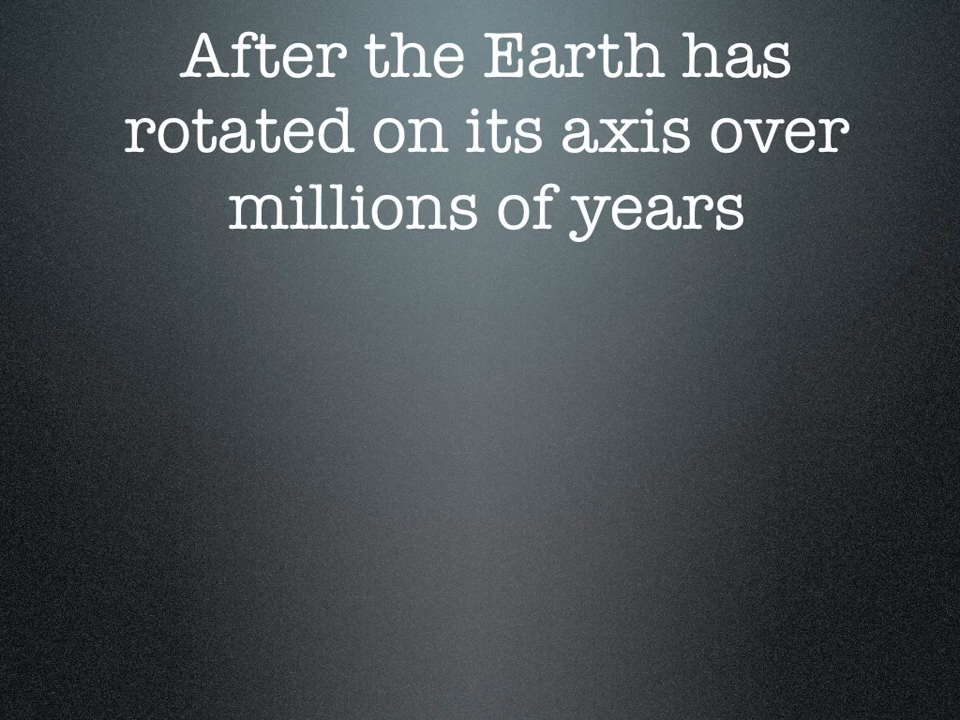 After the Earth has
rotated on its axis over
millions of years